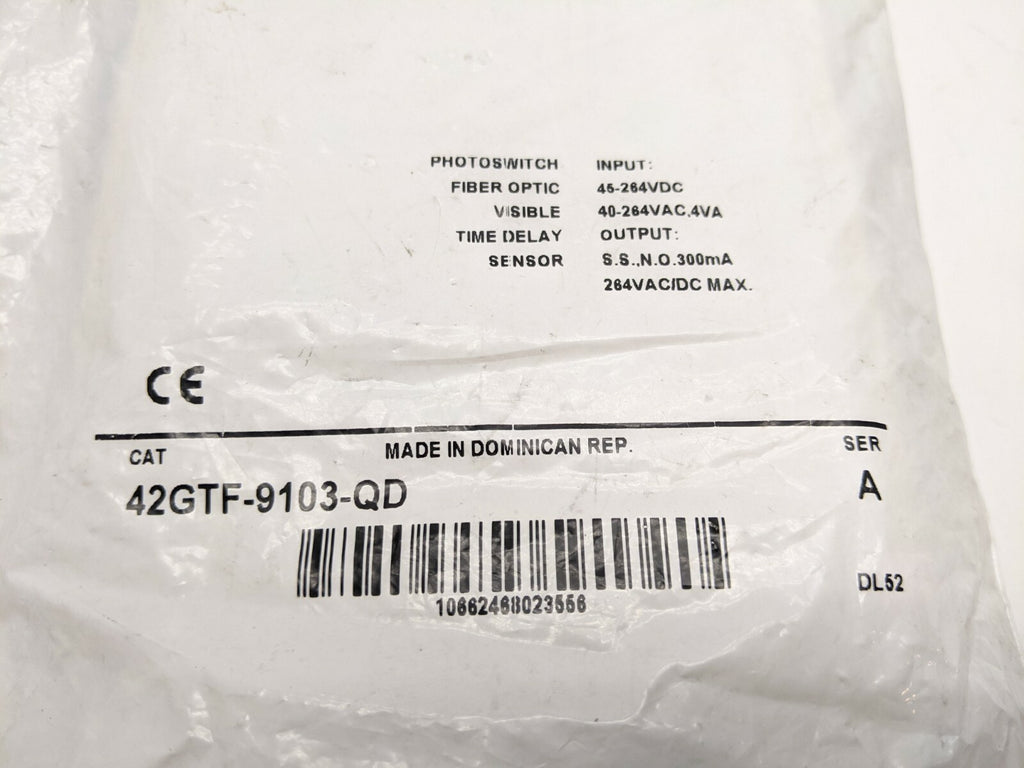 PHOTOSWITCH
FIBER OPTIC
VISIBLE
TIME DELAY
SENSOR
INPUT:
45-264VDC
40-264VAC,4VA
OUTPUT:
S.S.,N.O.300mA
264VAC/DC MAX.
CE
CAT
MADE IN DOMINICAN REP.
SER
42GTF-9103-QD
A
10662468023556
DL52